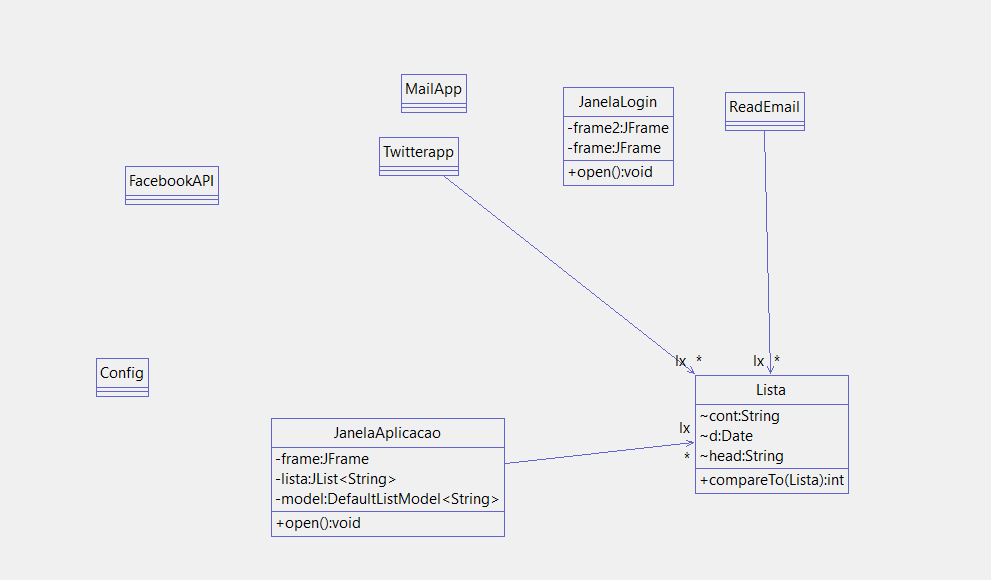 MailApp
JanelaLogin
-frame2:JFrame
-frame:JFrame
+open():void
ReadEmail
Twitterapp
FacebookAPI
lx *
lx *
Config
Lista
~cont:String
~d:Date
~head:String
+compareTo(Lista):int
lx
*
JanelaAplicacao
-frame:JFrame
-lista:JList<String>
-model:DefaultListModel<String>
+open():void